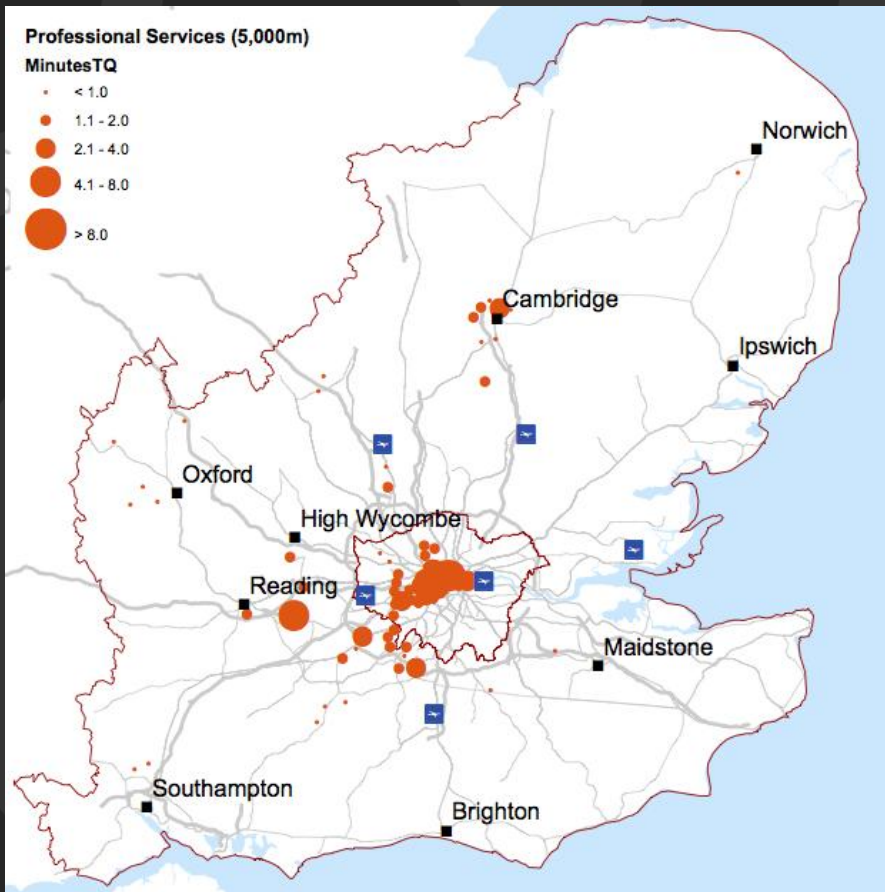 Professional Services (5,000m)
MinutesTQ
< 1.0
1.1 - 2.0
2.1 - 4.0
4.1 - 8.0
> 8.0
Norwich
Cambridge
Ipswich
Oxford
High Wycombe
Reading
Maidstone
Southampton
Brighton